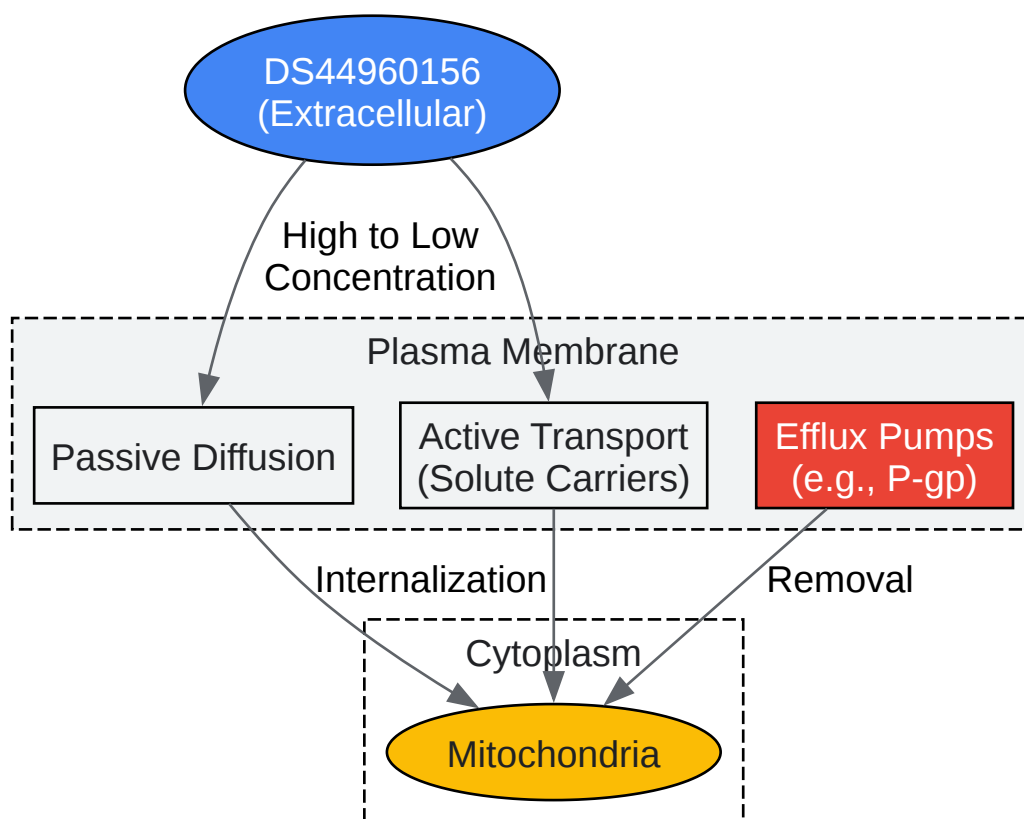 DS44960156
(Extracellular)
High to Low
Concentration
Plasma Membrane
Passive Diffusion
Active Transport
(Solute Carriers)
Efflux Pumps
(e.g., P-gp)
Internalization
Removal
Cytoplasm
Mitochondria